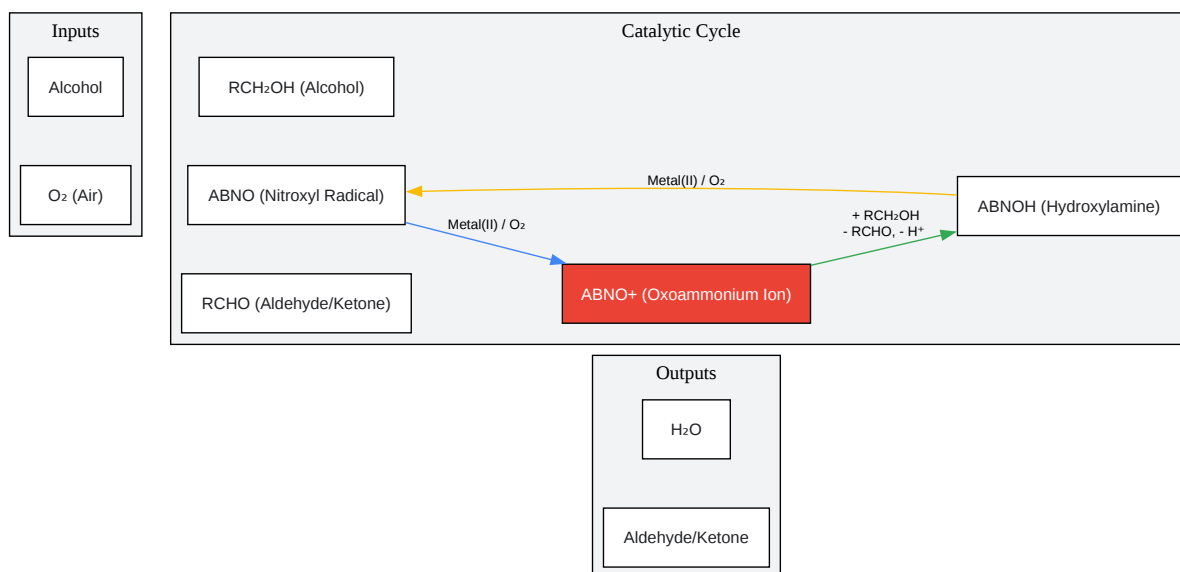 Inputs
Alcohol
O₂ (Air)
Catalytic Cycle
RCH₂OH (Alcohol)
ABNO (Nitroxyl Radical)
RCHO (Aldehyde/Ketone)
Metal(II) / O₂
Metal(II) / O₂
ABNO+ (Oxoammonium Ion)
+ RCH₂OH
- RCHO, - H⁺
ABNOH (Hydroxylamine)
Outputs
H₂O
Aldehyde/Ketone